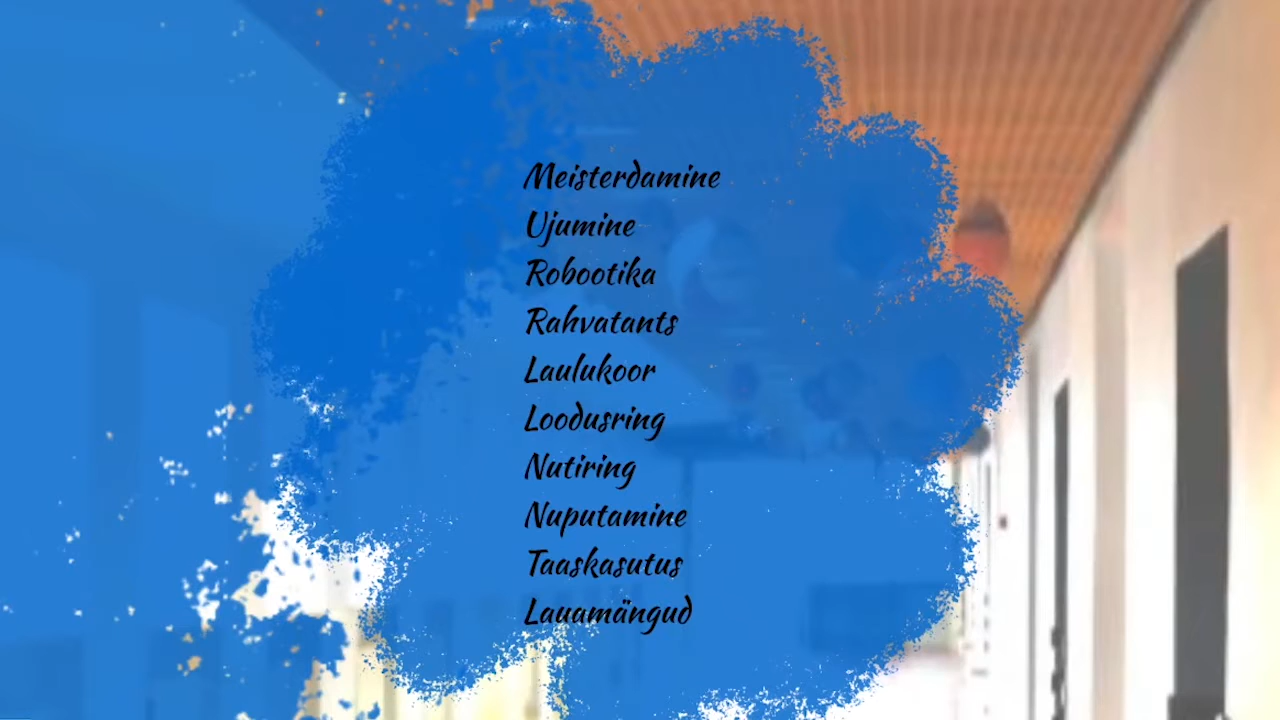 Meisterdamine
Ujumine
Robootika
Rahvatants
Laulukoor
Loodusring
Nutiring
Nuputamine
Taaskasutus
Lauamängud